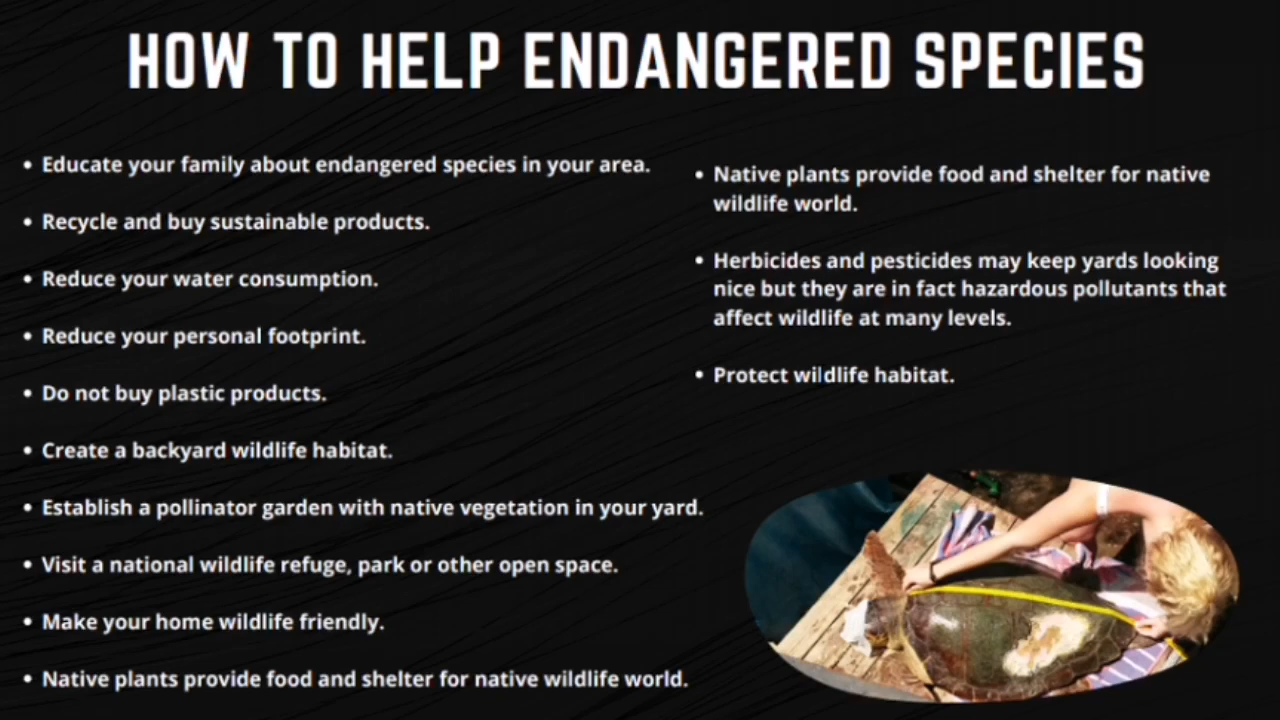 HOW TO HELP ENDANGERED SPECIES
• Educate your family about endangered species in your area.
• Recycle and buy sustainable products.
• Reduce your water consumption.
• Reduce your personal footprint.
• Do not buy plastic products.
• Create a backyard wildlife habitat.
• Establish a pollinator garden with native vegetation in your yard.
• Visit a national wildlife refuge, park or other open space.
• Make your home wildlife friendly.
• Native plants provide food and shelter for native wildlife world.
• Native plants provide food and shelter for native
wildlife world.
• Herbicides and pesticides may keep yards looking
nice but they are in fact hazardous pollutants that
affect wildlife at many levels.
• Protect wildlife habitat.